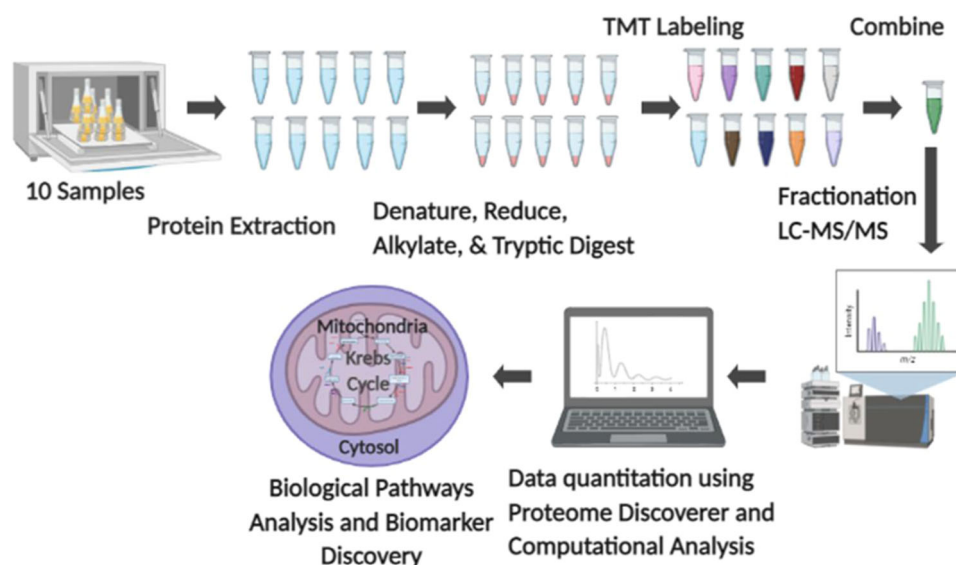 TMT Labeling
Combine
10 Samples
Protein Extraction
Denature, Reduce,
Alkylate, & Tryptic Digest
Fractionation
LC-MS/MS
Intensity
m/z
Mitochondria
Krebs
Cycle
Cytosol
Biological Pathways
Analysis and Biomarker
Discovery
Data quantitation using
Proteome Discoverer and
Computational Analysis